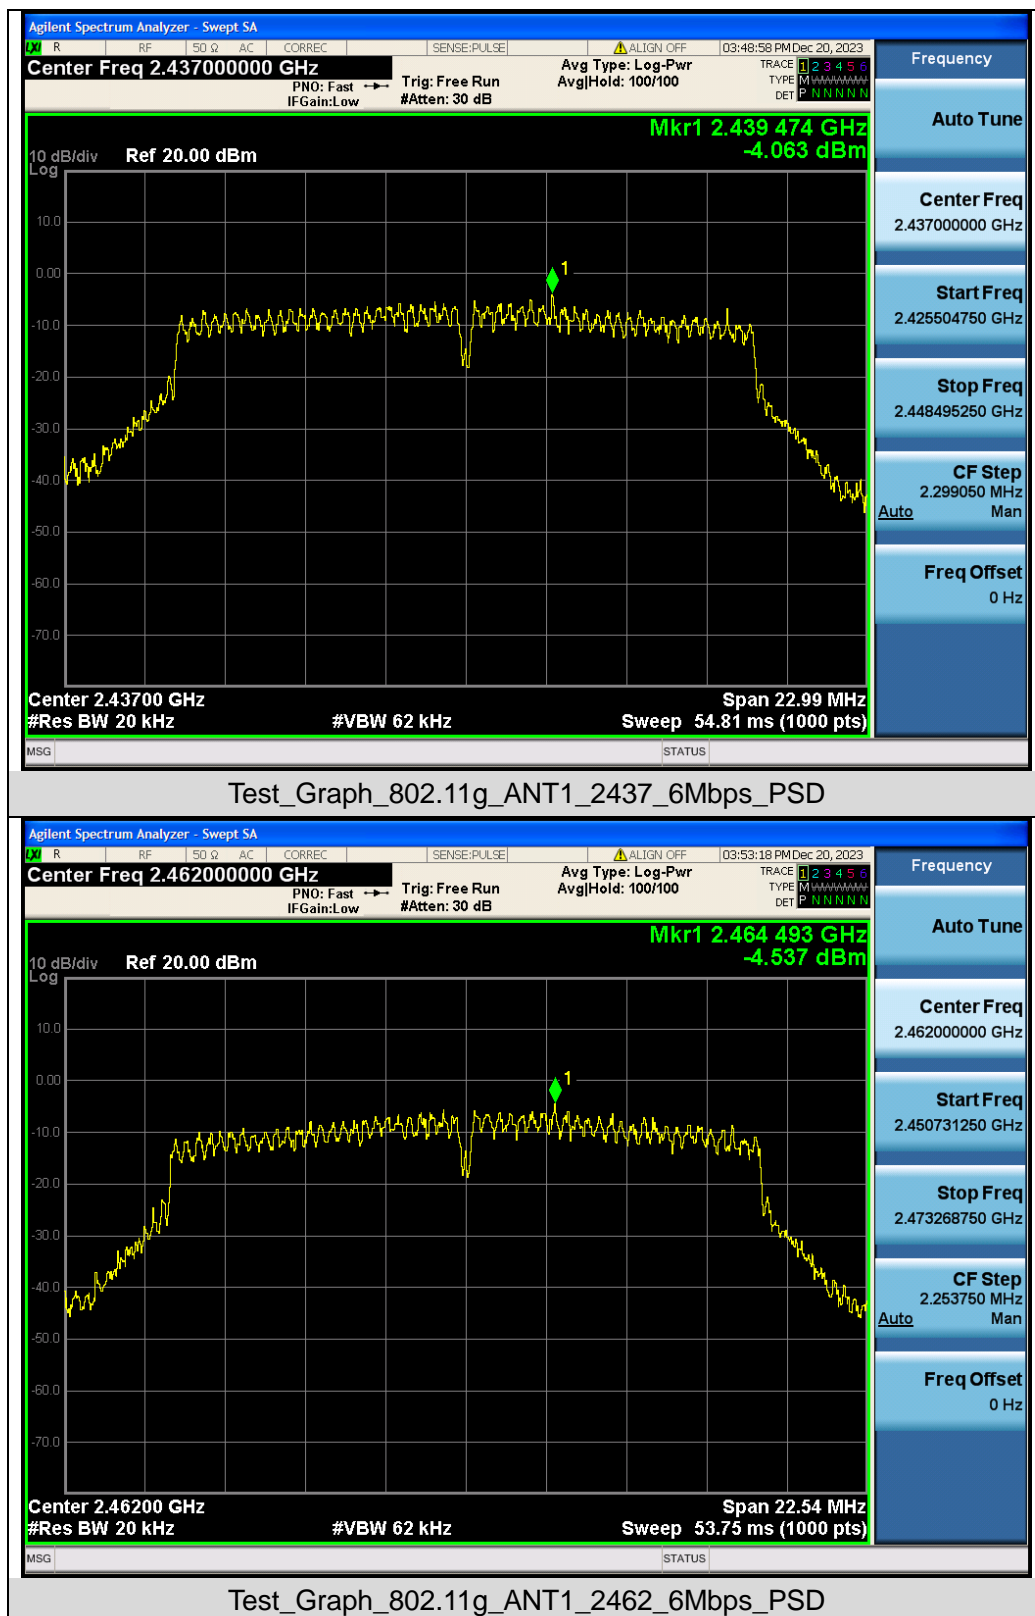 Agilent Spectrum Analyzer - Swept SA
LXI R RF 50 Ω AC CORREC SENSE:PULSE ALIGN OFF 03:48:58 PM Dec 20, 2023
Center Freq 2.437000000 GHz
PNO: Fast
IFGain:Low
Trig: Free Run
#Atten: 30 dB
Avg Type: Log-Pwr
Avg|Hold: 100/100
TRACE 1 2 3 4 5 6
TYPE M
DET P N N N N N
Mkr1 2.439 474 GHz
-4.063 dBm
10 dB/div Ref 20.00 dBm
Log
10.0
0.00
-10.0
-20.0
-30.0
-40.0
-50.0
-60.0
-70.0
1
Center 2.43700 GHz Span 22.99 MHz
#Res BW 20 kHz #VBW 62 kHz Sweep 54.81 ms (1000 pts)
MSG STATUS
Frequency
Auto Tune
Center Freq
2.437000000 GHz
Start Freq
2.425504750 GHz
Stop Freq
2.448495250 GHz
CF Step
2.299050 MHz
Auto Man
Freq Offset
0 Hz
Test_Graph_802.11g_ANT1_2437_6Mbps_PSD
Agilent Spectrum Analyzer - Swept SA
LXI R RF 50 Ω AC CORREC SENSE:PULSE ALIGN OFF 03:53:18 PM Dec 20, 2023
Center Freq 2.462000000 GHz
PNO: Fast
IFGain:Low
Trig: Free Run
#Atten: 30 dB
Avg Type: Log-Pwr
Avg|Hold: 100/100
TRACE 1 2 3 4 5 6
TYPE M
DET P N N N N N
Mkr1 2.464 493 GHz
-4.537 dBm
10 dB/div Ref 20.00 dBm
Log
10.0
0.00
-10.0
-20.0
-30.0
-40.0
-50.0
-60.0
-70.0
1
Center 2.46200 GHz Span 22.54 MHz
#Res BW 20 kHz #VBW 62 kHz Sweep 53.75 ms (1000 pts)
MSG STATUS
Frequency
Auto Tune
Center Freq
2.462000000 GHz
Start Freq
2.450731250 GHz
Stop Freq
2.473268750 GHz
CF Step
2.253750 MHz
Auto Man
Freq Offset
0 Hz
Test_Graph_802.11g_ANT1_2462_6Mbps_PSD